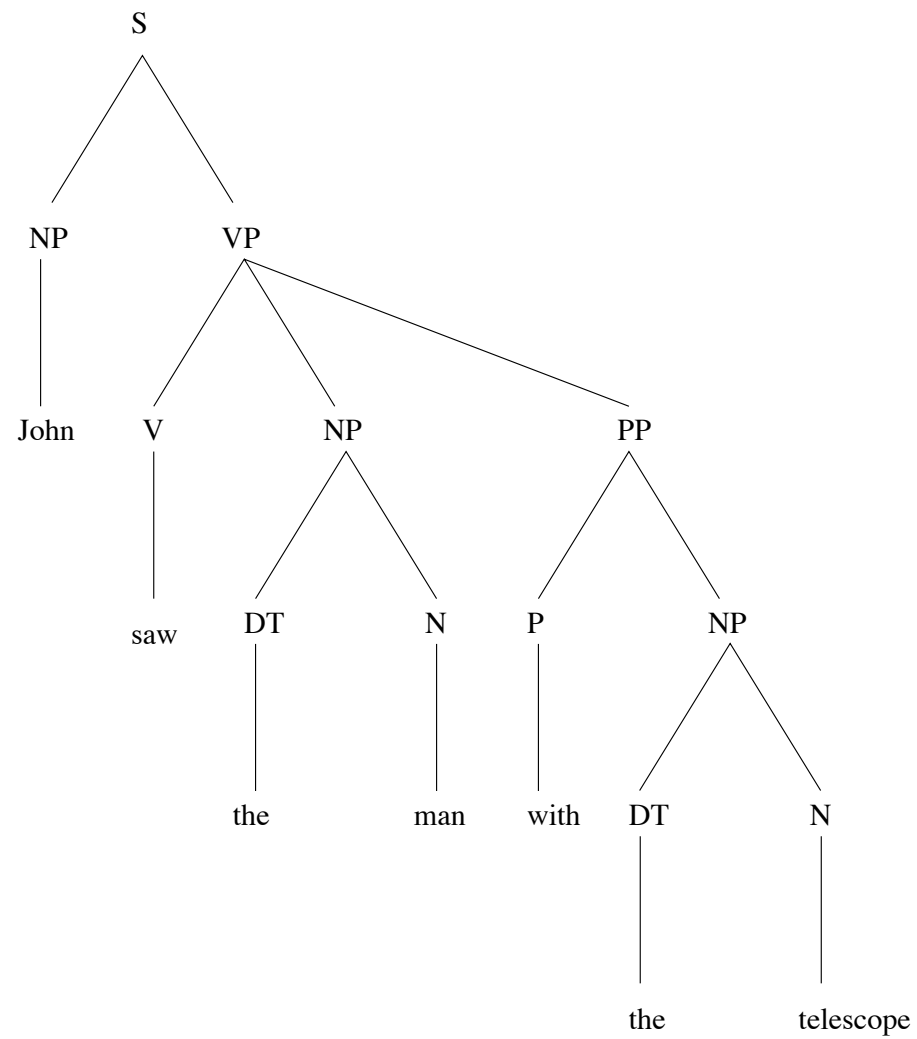 S
NP VP
John V NP PP
saw DT N P NP
the man with DT N
the telescope